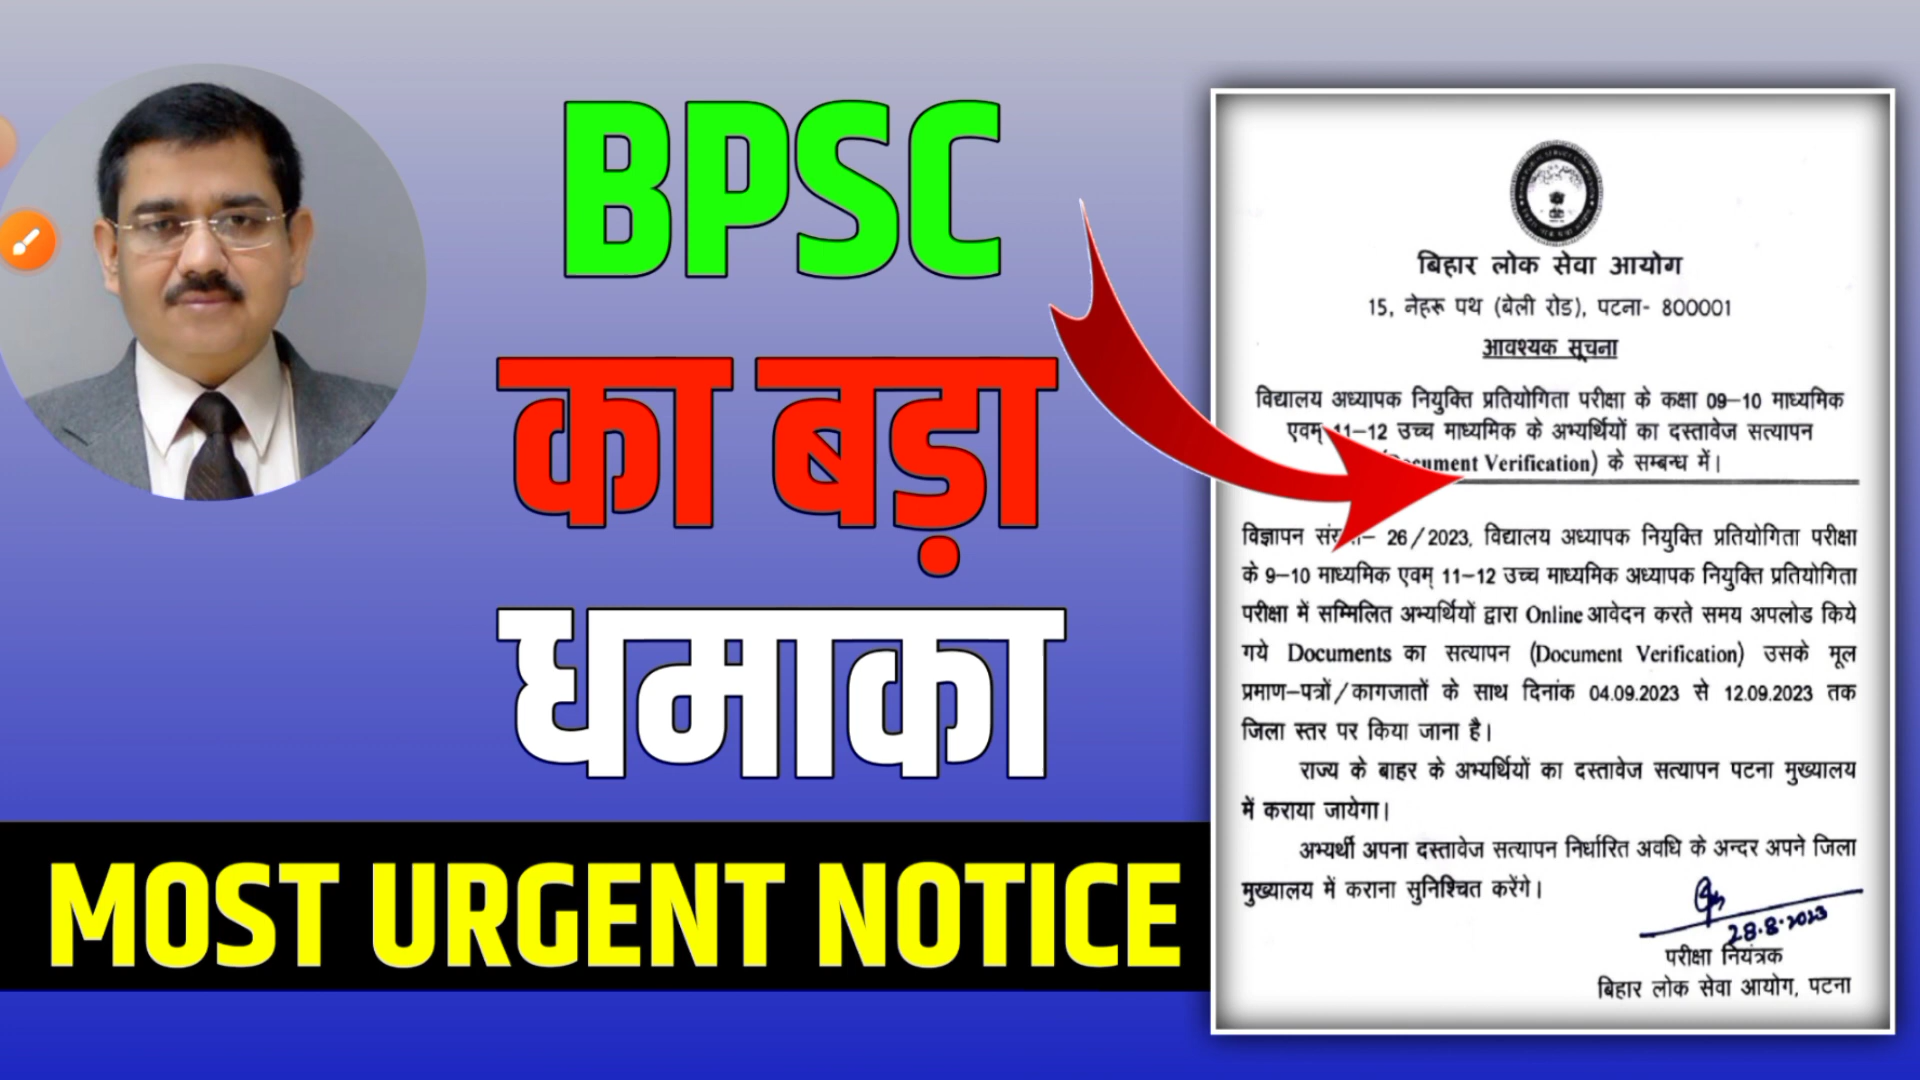 BPSC
का बड़ा
धमाका
MOST URGENT NOTICE
बिहार लोक सेवा आयोग
15, नेहरू पथ (बेली रोड), पटना- 800001
आवश्यक सूचना
विद्यालय अध्यापक नियुक्ति प्रतियोगिता परीक्षा के कक्षा 09–10 माध्यमिक
एवम् 11–12 उच्च माध्यमिक के अभ्यर्थियों का दस्तावेज सत्यापन
Verification) के सम्बन्ध में।
विज्ञापन 26/2023, विद्यालय अध्यापक नियुक्ति प्रतियोगिता परीक्षा
के 9–10 माध्यमिक एवम् 11–12 उच्च माध्यमिक अध्यापक नियुक्ति प्रतियोगिता
परीक्षा में सम्मिलित अभ्यर्थियों द्वारा Online आवेदन करते समय अपलोड किये
गये Documents का सत्यापन (Document Verification) उसके मूल
प्रमाण–पत्रों/कागजातों के साथ दिनांक 04.09.2023 से 12.09.2023 तक
जिला स्तर पर किया जाना है।
राज्य के बाहर के अभ्यर्थियों का दस्तावेज सत्यापन पटना मुख्यालय
में कराया जायेगा।
अभ्यर्थी अपना दस्तावेज सत्यापन निर्धारित अवधि के अन्दर अपने जिला
मुख्यालय में कराना सुनिश्चित करेंगे।
28.8.2023
परीक्षा नियंत्रक
बिहार लोक सेवा आयोग, पटना